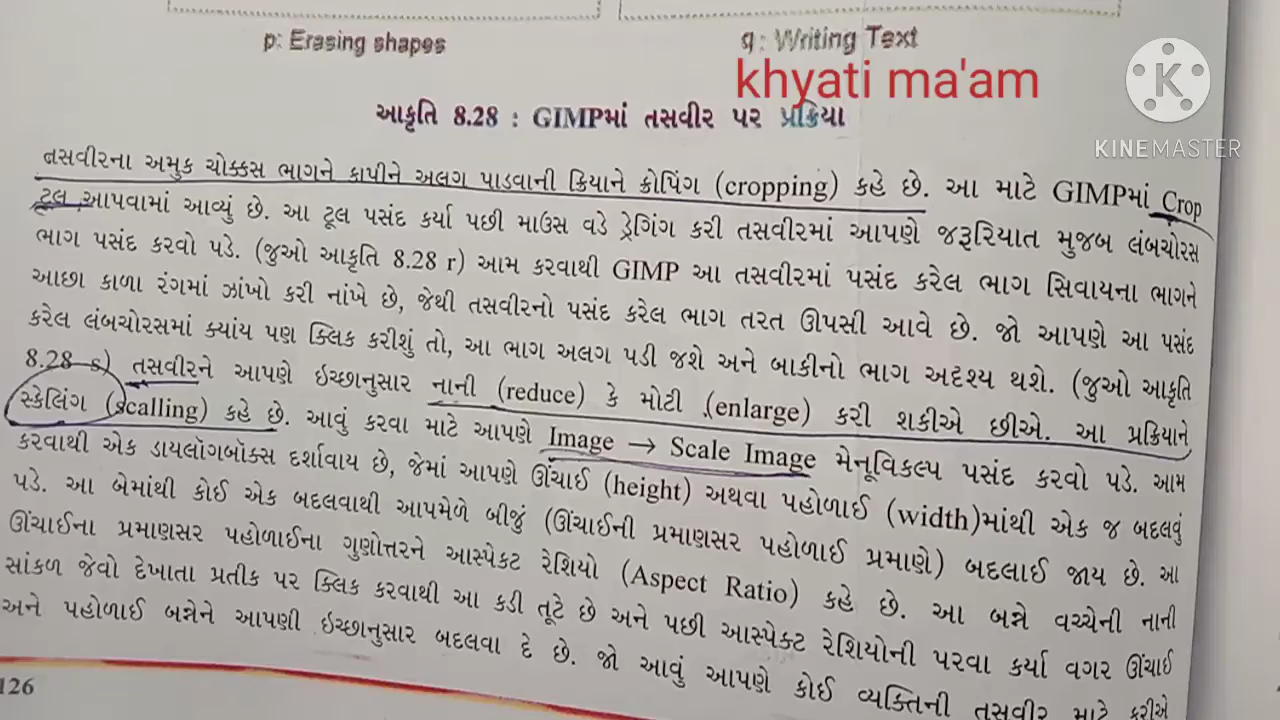 p: Erasing shapes
q : Writing Text
khyati ma'am
K
KINEMASTER
આકૃતિ 8.28 : GIMPમાં તસવીર પર પ્રક્રિયા
તસવીરના અમુક ચોક્કસ ભાગને કાપીને અલગ પાડવાની ક્રિયાને ક્રોપિંગ (cropping) કહે છે. આ માટે GIMPમાં Crop
ટૂલ આપવામાં આવ્યું છે. આ ટૂલ પસંદ કર્યા પછી માઉસ વડે ડ્રેગિંગ કરી તસવીરમાં આપણે જરૂરિયાત મુજબ લંબચોરસ
ભાગ પસંદ કરવો પડે. (જુઓ આકૃતિ 8.28 r) આમ કરવાથી GIMP આ તસવીરમાં પસંદ કરેલ ભાગ સિવાયના ભાગને
આછા કાળા રંગમાં ઝાંખો કરી નાંખે છે, જેથી તસવીરનો પસંદ કરેલ ભાગ તરત ઊપસી આવે છે. જો આપણે આ પસંદ
કરેલ લંબચોરસમાં ક્યાંય પણ ક્લિક કરીશું તો, આ ભાગ અલગ પડી જશે અને બાકીનો ભાગ અદૃશ્ય થશે. (જુઓ આકૃતિ
8.28 s) તસવીરને આપણે ઇચ્છાનુસાર નાની (reduce) કે મોટી (enlarge) કરી શકીએ છીએ. આ પ્રક્રિયાને
સ્કેલિંગ (scalling) કહે છે. આવું કરવા માટે આપણે Image → Scale Image મેનૂવિકલ્પ પસંદ કરવો પડે. આમ
કરવાથી એક ડાયલૉગબૉક્સ દર્શાવાય છે, જેમાં આપણે ઊંચાઈ (height) અથવા પહોળાઈ (width)માંથી એક જ બદલવું
પડે. આ બેમાંથી કોઈ એક બદલવાથી આપમેળે બીજું (ઊંચાઈની પ્રમાણસર પહોળાઈ પ્રમાણે) બદલાઈ જાય છે. આ
ઊંચાઈના પ્રમાણસર પહોળાઈના ગુણોત્તરને આસ્પેક્ટ રેશિયો (Aspect Ratio) કહે છે. આ બન્ને વચ્ચેની નાની
સાંકળ જેવો દેખાતા પ્રતીક પર ક્લિક કરવાથી આ કડી તૂટે છે અને પછી આસ્પેક્ટ રેશિયોની પરવા કર્યા વગર ઊંચાઈ
અને પહોળાઈ બન્નેને આપણી ઇચ્છાનુસાર બદલવા દે છે. જો આવું આપણે કોઈ વ્યક્તિની તસવીર માટે કરીએ
126